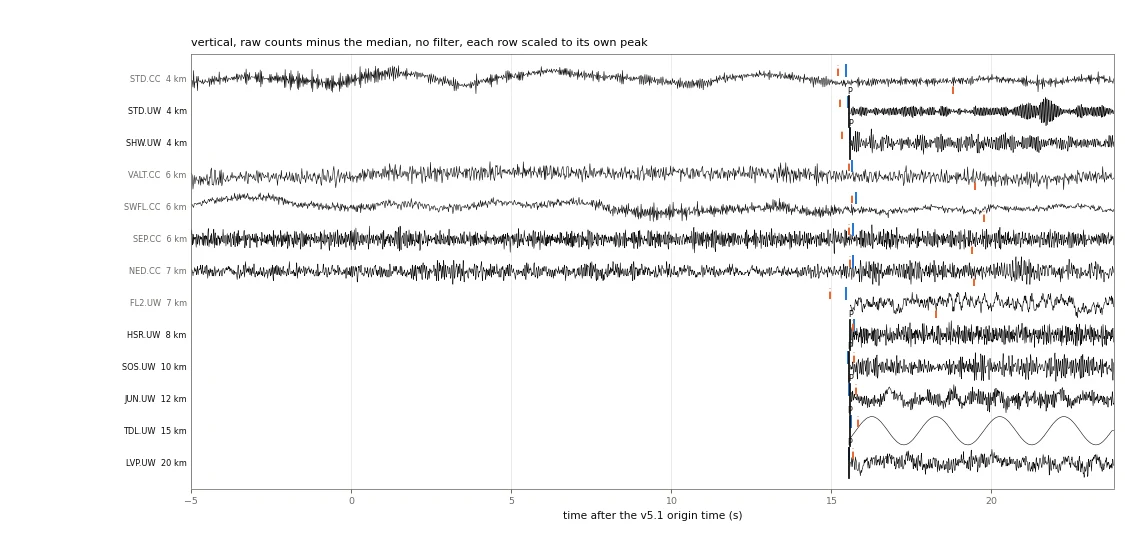 vertical, raw counts minus the median, no filter, each row scaled to its own peak
STD.CC 4 km
P
STD.UW 4 km
P
SHW.UW 4 km
VALT.CC 6 km
SWFL.CC 6 km
SEP.CC 6 km
NED.CC 7 km
FL2.UW 7 km
P
HSR.UW 8 km
P
SOS.UW 10 km
P
JUN.UW 12 km
P
TDL.UW 15 km
P
LVP.UW 20 km
−5 0 5 10 15 20
time after the v5.1 origin time (s)